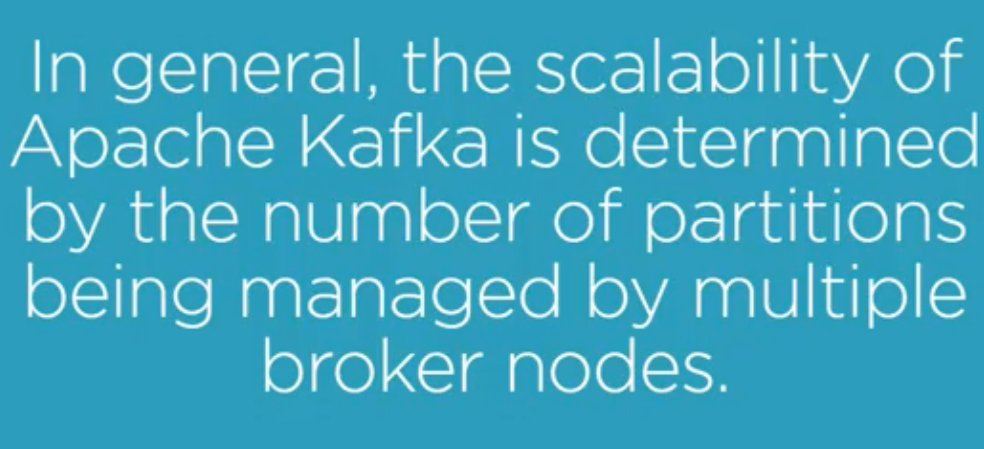 In general, the scalability of
Apache Kafka is determined
by the number of partitions
being managed by multiple
broker nodes.